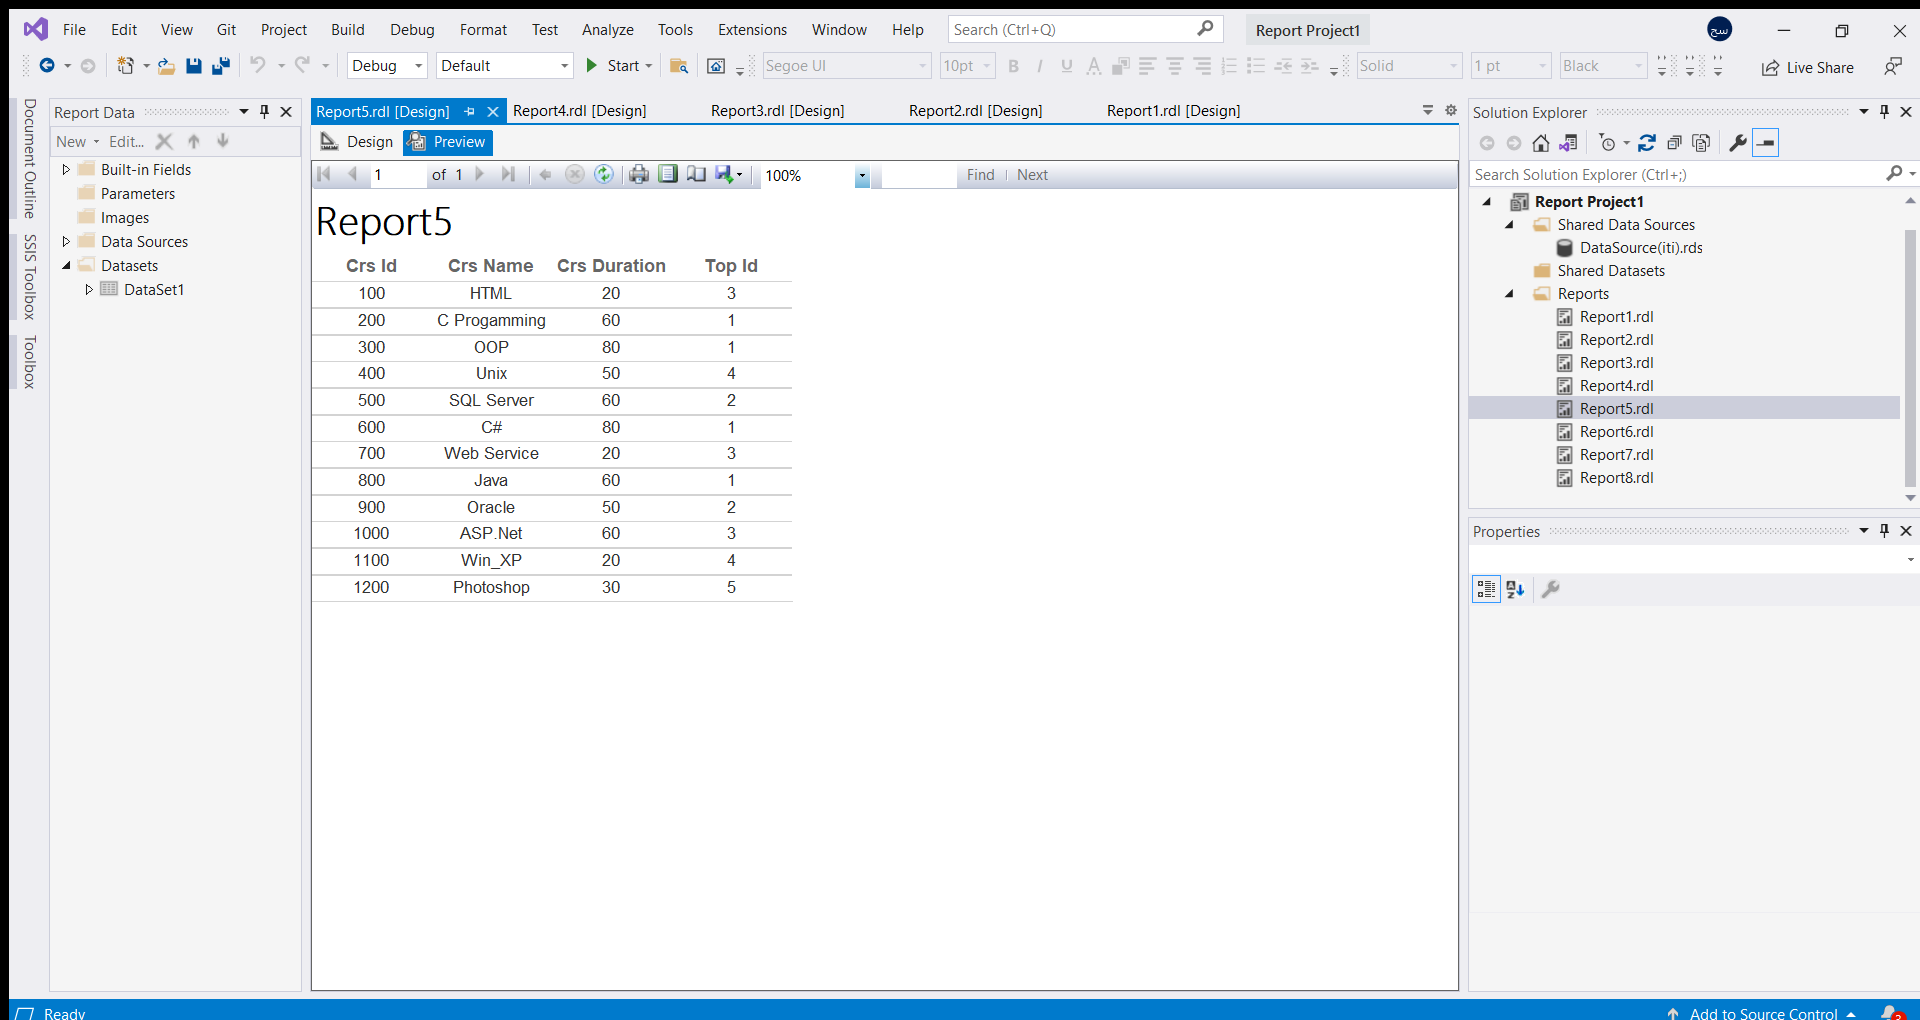 File Edit View Git Project Build Debug Format Test Analyze Tools Extensions Window Help Search (Ctrl+Q) Report Project1 سح
Debug Default Start Segoe UI 10pt B I U A Solid 1 pt Black Live Share
Document Outline
SSIS Toolbox
Toolbox
Report Data
New Edit...
Built-in Fields
Parameters
Images
Data Sources
Datasets
DataSet1
Report5.rdl [Design] Report4.rdl [Design] Report3.rdl [Design] Report2.rdl [Design] Report1.rdl [Design]
Design Preview
1 of 1 100% Find Next
Report5
Crs Id Crs Name Crs Duration Top Id
100 HTML 20 3
200 C Progamming 60 1
300 OOP 80 1
400 Unix 50 4
500 SQL Server 60 2
600 C# 80 1
700 Web Service 20 3
800 Java 60 1
900 Oracle 50 2
1000 ASP.Net 60 3
1100 Win_XP 20 4
1200 Photoshop 30 5
Solution Explorer
Search Solution Explorer (Ctrl+;)
Report Project1
Shared Data Sources
DataSource(iti).rds
Shared Datasets
Reports
Report1.rdl
Report2.rdl
Report3.rdl
Report4.rdl
Report5.rdl
Report6.rdl
Report7.rdl
Report8.rdl
Properties
Ready Add to Source Control